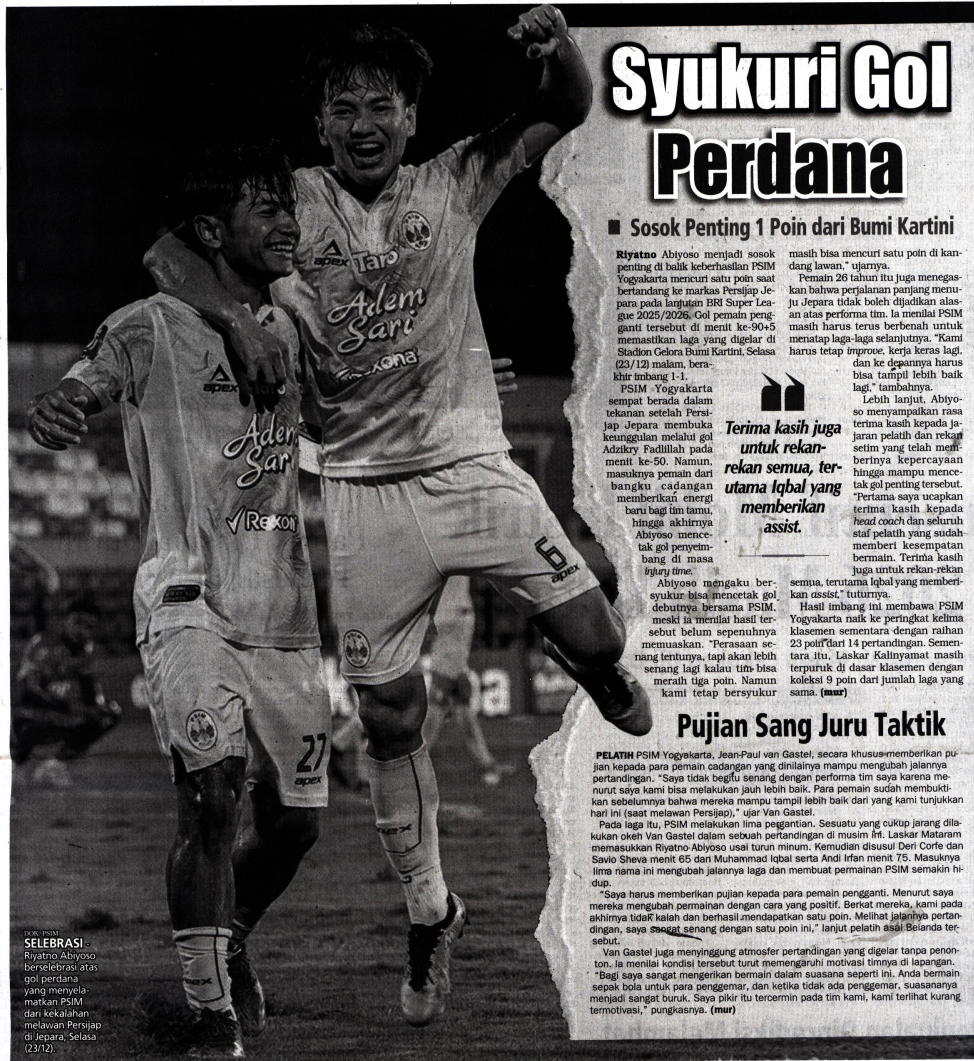 Syukuri Gol
Perdana
■ Sosok Penting 1 Poin dari Bumi Kartini
Riyatno Abiyoso menjadi sosok
penting di balik keberhasilan PSIM
Yogyakarta mencuri satu poin saat
bertandang ke markas Persijap Je-
para pada lanjutan BRI Super Lea-
gue 2025/2026. Gol pemain peng-
ganti tersebut di menit ke-90+5
memastikan laga yang digelar di
Stadion Gelora Bumi Kartini, Selasa
(23/12) malam, bera-
khir imbang 1-1.
PSIM Yogyakarta
sempat berada dalam
tekanan setelah Persi-
jap Jepara membuka
keunggulan melalui gol
Adzikry Fadlillah pada
menit ke-50. Namun,
masuknya pemain dari
bangku cadangan
memberikan energi
baru bagi tim tamu,
hingga akhirnya
Abiyoso mence-
tak gol penyeim-
bang di masa
injury time.
Abiyoso mengaku ber-
syukur bisa mencetak gol
debutnya bersama PSIM,
meski ia menilai hasil ter-
sebut belum sepenuhnya
memuaskan. “Perasaan se-
nang tentunya, tapi akan lebih
senang lagi kalau tim bisa
meraih tiga poin. Namun
kami tetap bersyukur
masih bisa mencuri satu poin di kan-
dang lawan,” ujarnya.
Pemain 26 tahun itu juga menegas-
kan bahwa perjalanan panjang menu-
ju Jepara tidak boleh dijadikan alas-
an atas performa tim. Ia menilai PSIM
masih harus terus berbenah untuk
menatap laga-laga selanjutnya. “Kami
harus tetap improve, kerja keras lagi,
dan ke depannya harus
bisa tampil lebih baik
lagi,” tambahnya.
Lebih lanjut, Abiyo-
so menyampaikan rasa
terima kasih kepada ja-
jaran pelatih dan rekan
setim yang telah mem-
berinya kepercayaan
hingga mampu mence-
tak gol penting tersebut.
“Pertama saya ucapkan
terima kasih kepada
head coach dan seluruh
staf pelatih yang sudah
memberi kesempatan
bermain. Terima kasih
juga untuk rekan-rekan
semua, terutama Iqbal yang memberi-
kan assist,” tuturnya.
Hasil imbang ini membawa PSIM
Yogyakarta naik ke peringkat kelima
klasemen sementara dengan raihan
23 poin dari 14 pertandingan. Semen-
tara itu, Laskar Kalinyamat masih
terpuruk di dasar klasemen dengan
koleksi 9 poin dari jumlah laga yang
sama. (mur)
Terima kasih juga
untuk rekan-
rekan semua, ter-
utama Iqbal yang
memberikan
assist.
Pujian Sang Juru Taktik
PELATIH PSIM Yogyakarta, Jean-Paul van Gastel, secara khusus memberikan pu-
jian kepada para pemain cadangan yang dinilainya mampu mengubah jalannya
pertandingan. “Saya tidak begitu senang dengan performa tim saya karena me-
nurut saya kami bisa melakukan jauh lebih baik. Para pemain sudah membukti-
kan sebelumnya bahwa mereka mampu tampil lebih baik dari yang kami tunjukkan
hari ini (saat melawan Persijap),” ujar Van Gastel.
Pada laga itu, PSIM melakukan lima pergantian. Sesuatu yang cukup jarang dila-
kukan okeh Van Gastel dalam sebuah pertandingan di musim ini. Laskar Mataram
memasukkan Riyatno Abiyoso usai turun minum. Kemudian disusul Deri Corfe dan
Savio Sheva menit 65 dan Muhammad Iqbal serta Andi Irfan menit 75. Masuknya
lima nama ini mengubah jalannya laga dan membuat permainan PSIM semakin hi-
dup.
“Saya harus memberikan pujian kepada para pemain pengganti. Menurut saya
mereka mengubah permainan dengan cara yang positif. Berkat mereka, kami pada
akhirnya tidak kalah dan berhasil mendapatkan satu poin. Melihat jalannya pertan-
dingan, saya sangat senang dengan satu poin ini,” lanjut pelatih asal Belanda ter-
sebut.
Van Gastel juga menyinggung atmosfer pertandingan yang digelar tanpa penon-
ton. Ia menilai kondisi tersebut turut memengaruhi motivasi timnya di lapangan.
“Bagi saya sangat mengerikan bermain dalam suasana seperti ini. Anda bermain
sepak bola untuk para penggemar, dan ketika tidak ada penggemar, suasananya
menjadi sangat buruk. Saya pikir itu tercermin pada tim kami, kami terlihat kurang
termotivasi,” pungkasnya. (mur)
DOK. PSIM
SELEBRASI -
Riyatno Abiyoso
berselebrasi atas
gol perdana
yang menyela-
matkan PSIM
dari kekalahan
melawan Persijap
di Jepara, Selasa
(23/12).
apex Taro
Adem
Sari
Rexona
6
apex
apex
Adem
Sari
Rexon
27
apex